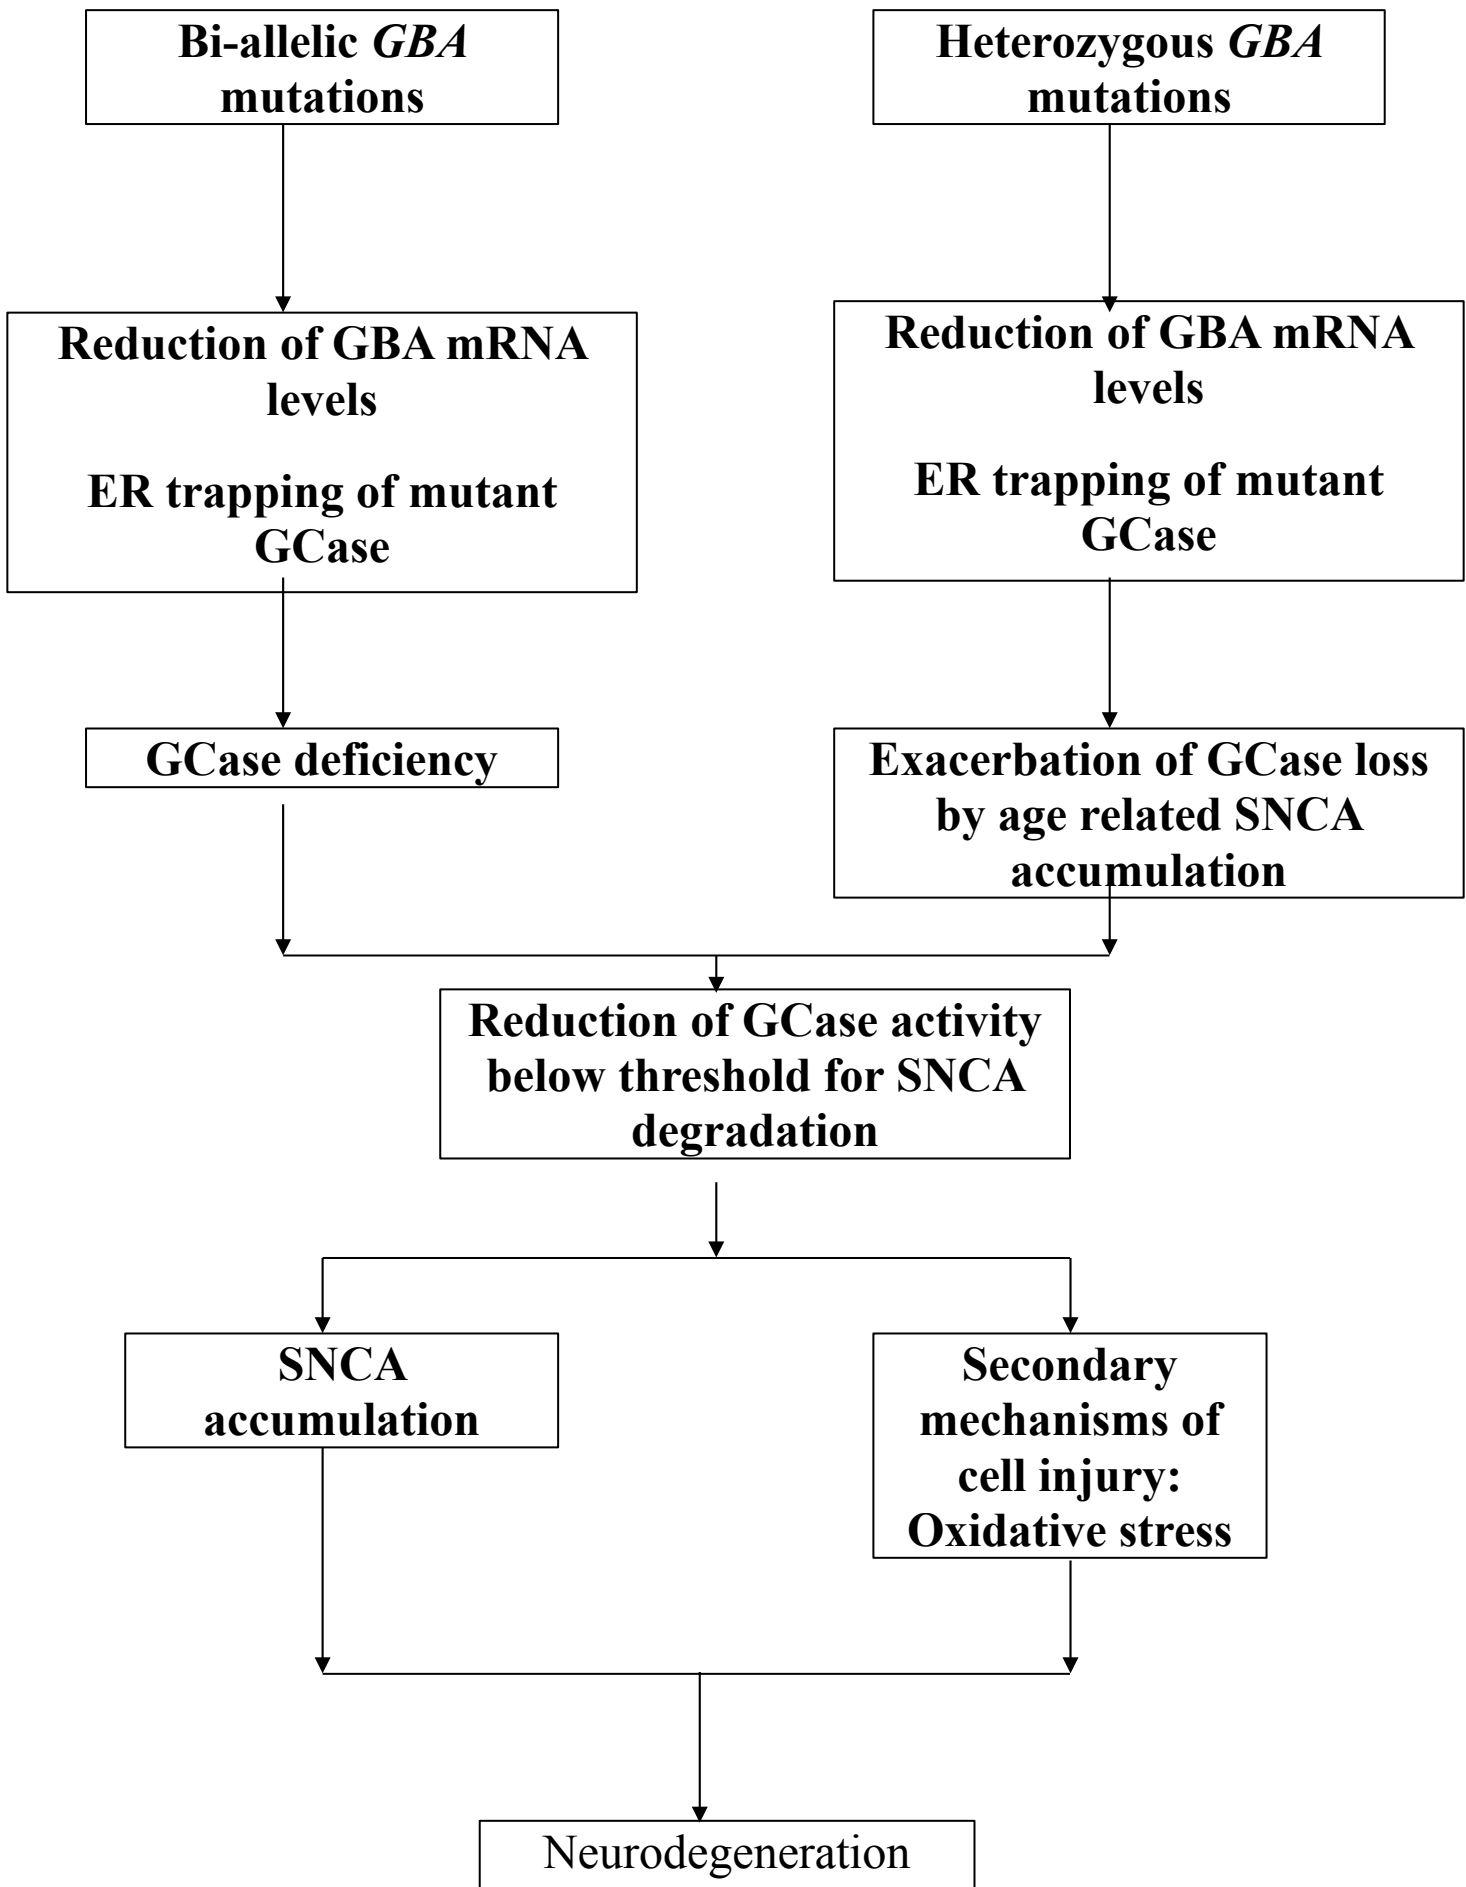 Bi-allelic GBA
mutations
Heterozygous GBA
mutations
Reduction of GBA mRNA
levels
ER trapping of mutant
GCase
Reduction of GBA mRNA
levels
ER trapping of mutant
GCase
GCase deficiency
Exacerbation of GCase loss
by age related SNCA
accumulation
Reduction of GCase activity
below threshold for SNCA
degradation
SNCA
accumulation
Secondary
mechanisms of
cell injury:
Oxidative stress
Neurodegeneration